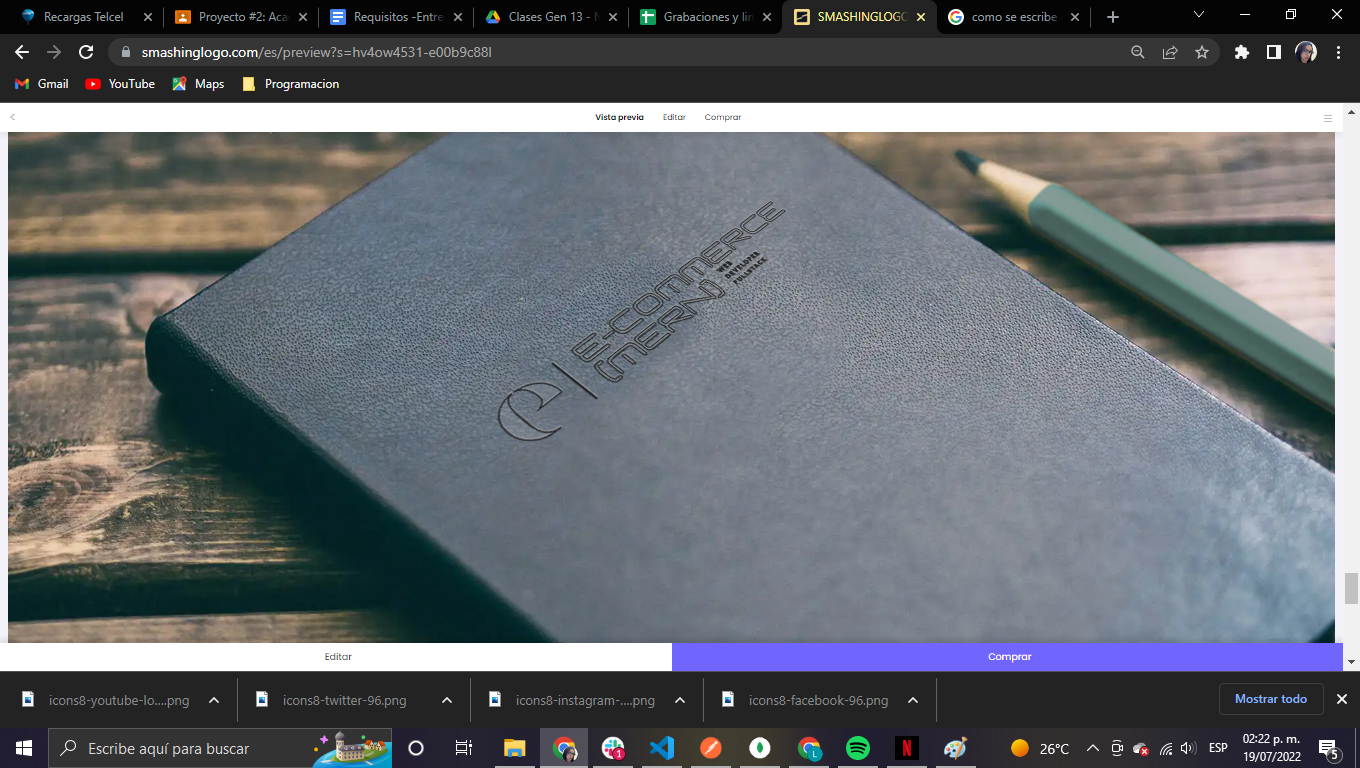 Recargas Telcel
Proyecto #2: Aca
Requisitos -Entre
Clases Gen 13 - N
Grabaciones y lin
SMASHINGLOGO
como se escribe
smashinglogo.com/es/preview?s=hv4ow4531-e00b9c88l
Gmail
YouTube
Maps
Programacion
Vista previa
Editar
Comprar
E-COMMERCE
(MERN)
WEB
DEVELOPER
FULLSTACK
Editar
Comprar
icons8-youtube-lo....png
icons8-twitter-96.png
icons8-instagram-....png
icons8-facebook-96.png
Mostrar todo
Escribe aquí para buscar
1
L
26°C
ESP
02:22 p. m.
19/07/2022
5